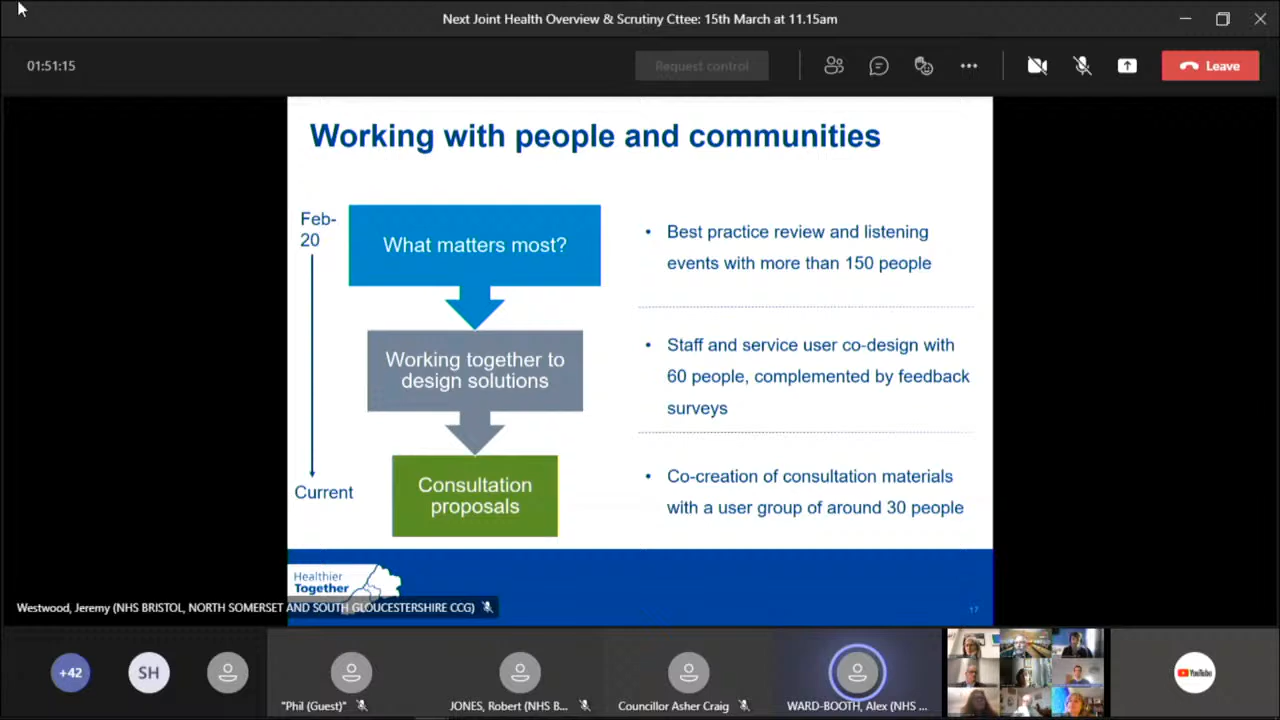 Next Joint Health Overview & Scrutiny Cttee: 15th March at 11.15am
01:51:15
Request control
Leave
Working with people and communities
Feb-
20
What matters most?
• Best practice review and listening
events with more than 150 people
Working together to
design solutions
• Staff and service user co-design with
60 people, complemented by feedback
surveys
Current
Consultation
proposals
• Co-creation of consultation materials
with a user group of around 30 people
Healthier
Together
17
Westwood, Jeremy (NHS BRISTOL, NORTH SOMERSET AND SOUTH GLOUCESTERSHIRE CCG)
+42
SH
"Phil (Guest)"
JONES, Robert (NHS B...
Councillor Asher Craig
WARD-BOOTH, Alex (NHS ...
YouTube